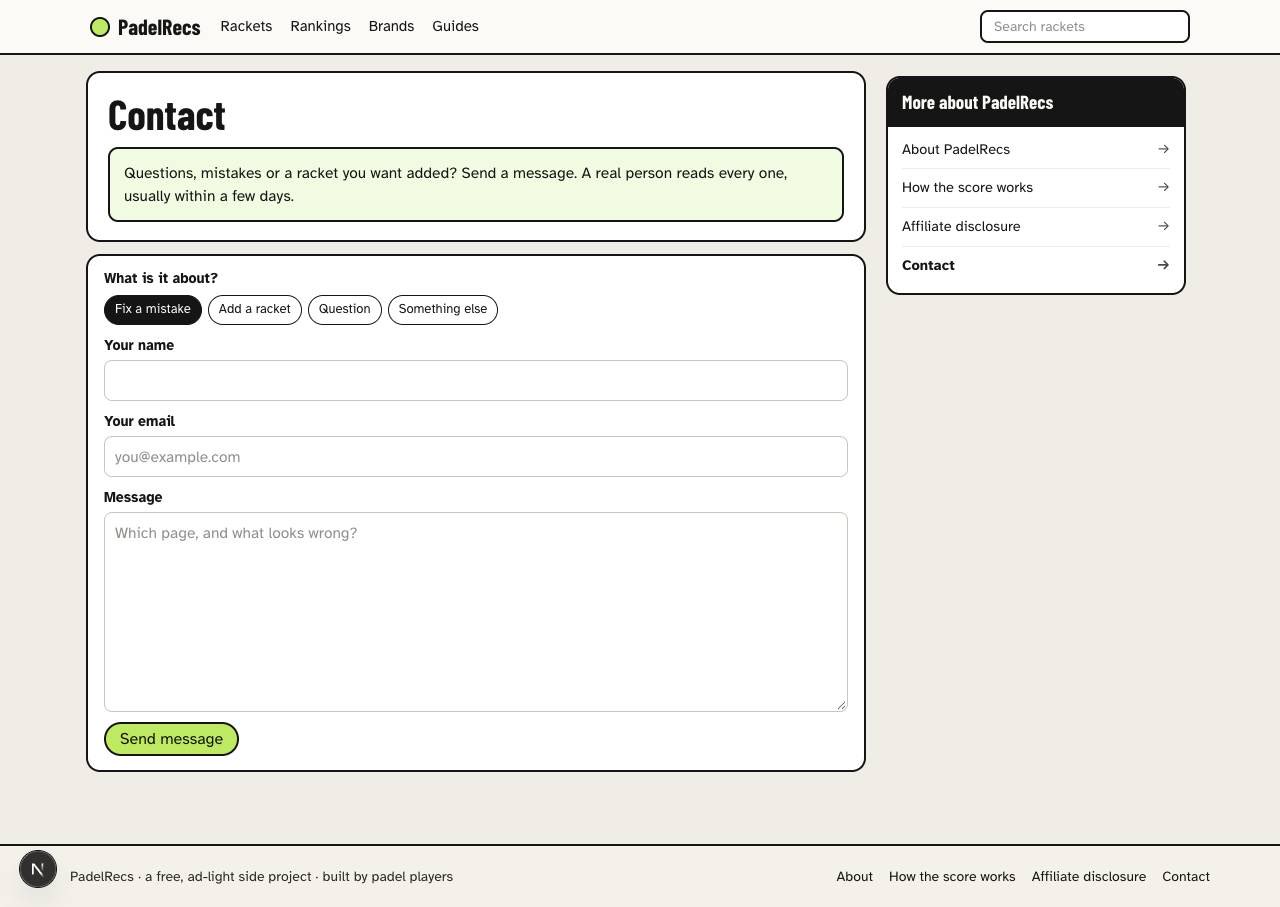 PadelRecs
Rackets
Rankings
Brands
Guides
Search rackets
Contact
Questions, mistakes or a racket you want added? Send a message. A real person reads every one,
usually within a few days.
What is it about?
Fix a mistake
Add a racket
Question
Something else
Your name
Your email
you@example.com
Message
Which page, and what looks wrong?
Send message
More about PadelRecs
About PadelRecs →
How the score works →
Affiliate disclosure →
Contact →
N
PadelRecs · a free, ad-light side project · built by padel players
About
How the score works
Affiliate disclosure
Contact